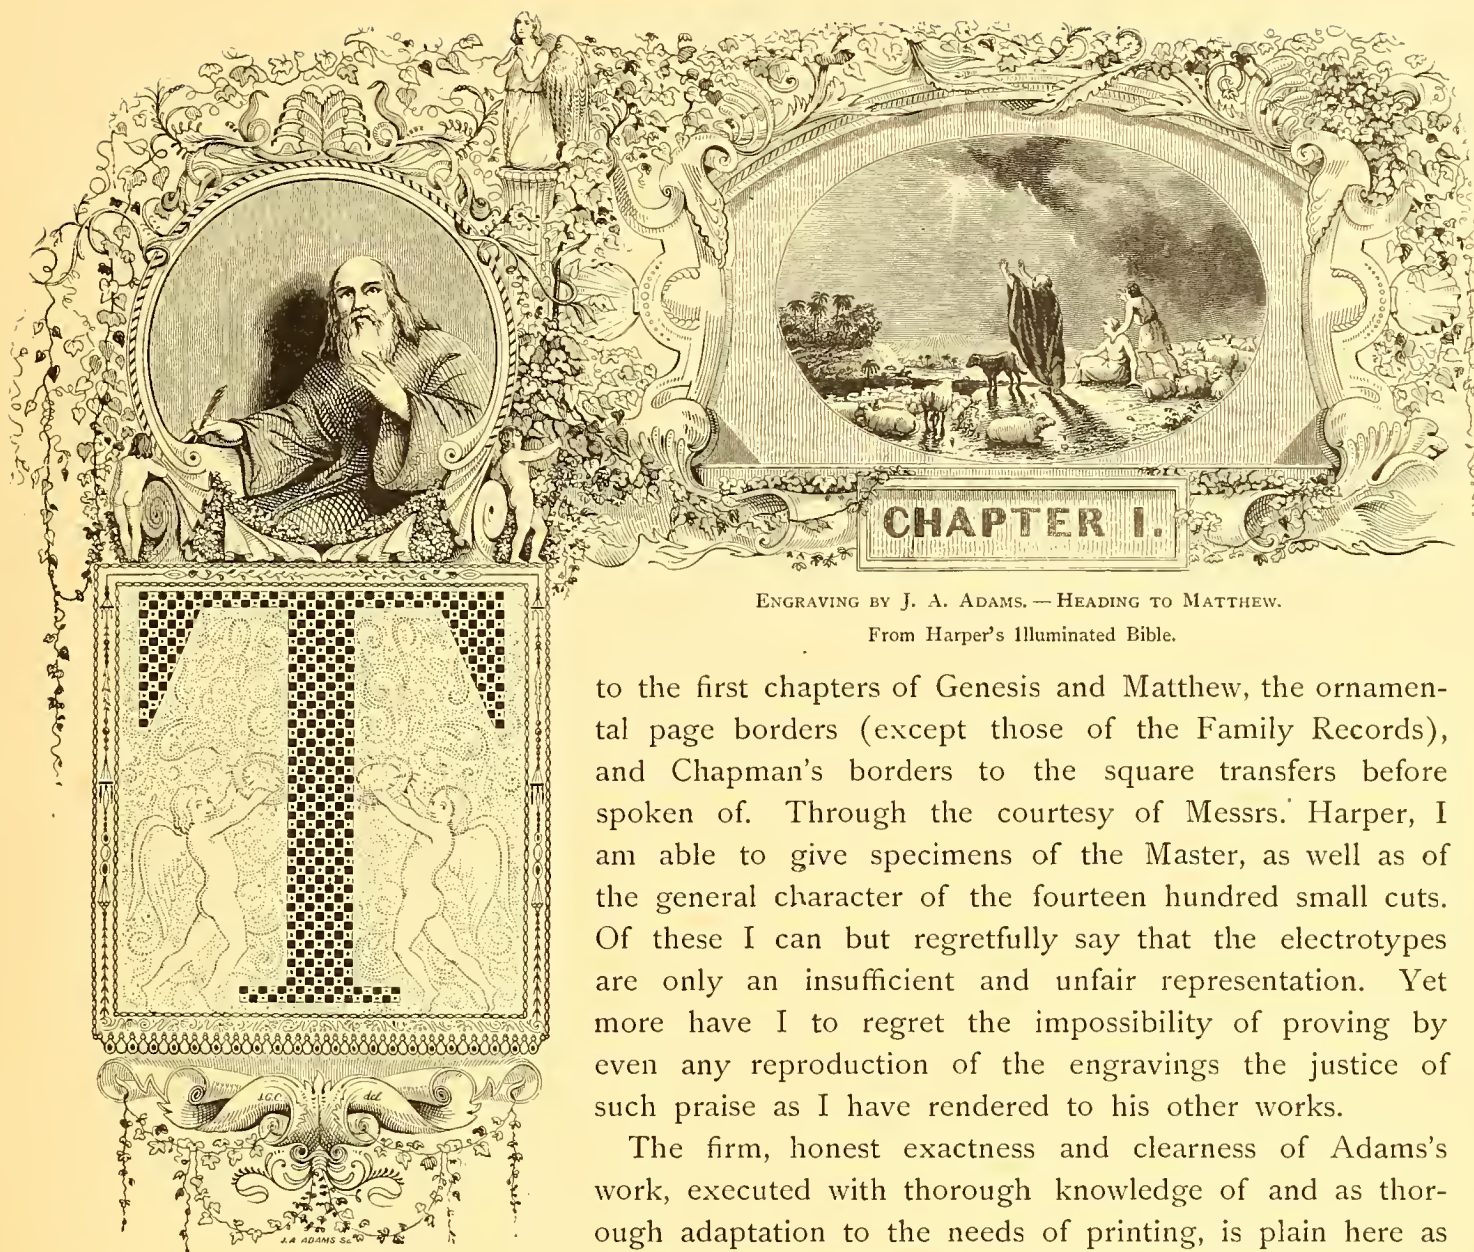 CHAPTER I.
ENGRAVING BY J. A. ADAMS. — HEADING TO MATTHEW.
From Harper's Illuminated Bible.
T
J.G.C. del
J.A ADAMS Sc
to the first chapters of Genesis and Matthew, the ornamen-
tal page borders (except those of the Family Records),
and Chapman's borders to the square transfers before
spoken of. Through the courtesy of Messrs. Harper, I
am able to give specimens of the Master, as well as of
the general character of the fourteen hundred small cuts.
Of these I can but regretfully say that the electrotypes
are only an insufficient and unfair representation. Yet
more have I to regret the impossibility of proving by
even any reproduction of the engravings the justice of
such praise as I have rendered to his other works.
The firm, honest exactness and clearness of Adams's
work, executed with thorough knowledge of and as thor-
ough adaptation to the needs of printing, is plain here as